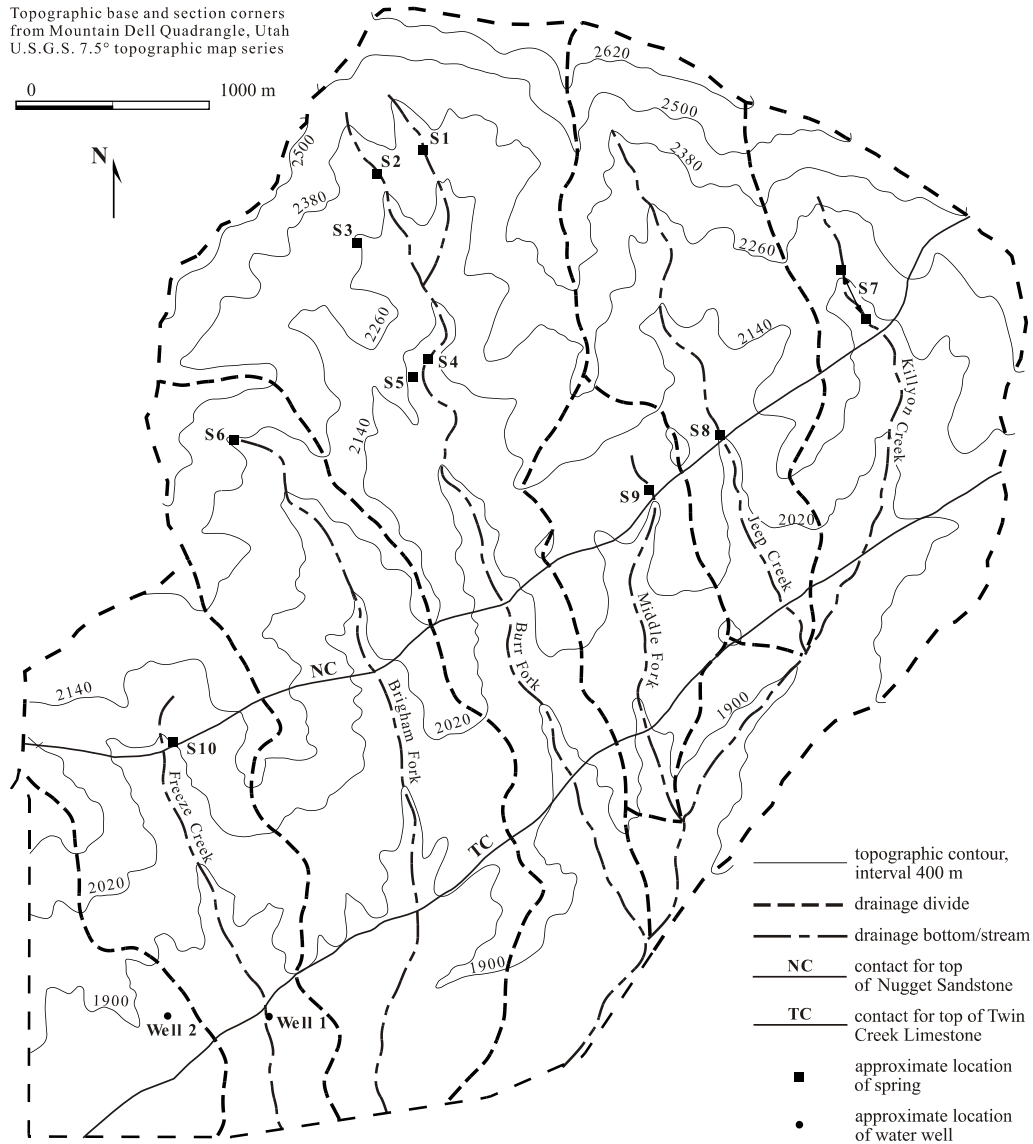 Topographic base and section corners
from Mountain Dell Quadrangle, Utah
U.S.G.S. 7.5° topographic map series
0
1000 m
N
2620
2500
2380
2260
2500
2380
2260
2140
2140
2020
2140
2020
2020
1900
1900
1900
S1
S2
S3
S4
S5
S6
S7
S8
S9
S10
Killyon Creek
Jeep Creek
Middle Fork
Burr Fork
Brigham Fork
Freeze Creek
NC
TC
Well 2
Well 1
topographic contour,
interval 400 m
drainage divide
drainage bottom/stream
NC
contact for top
of Nugget Sandstone
TC
contact for top of Twin
Creek Limestone
approximate location
of spring
approximate location
of water well